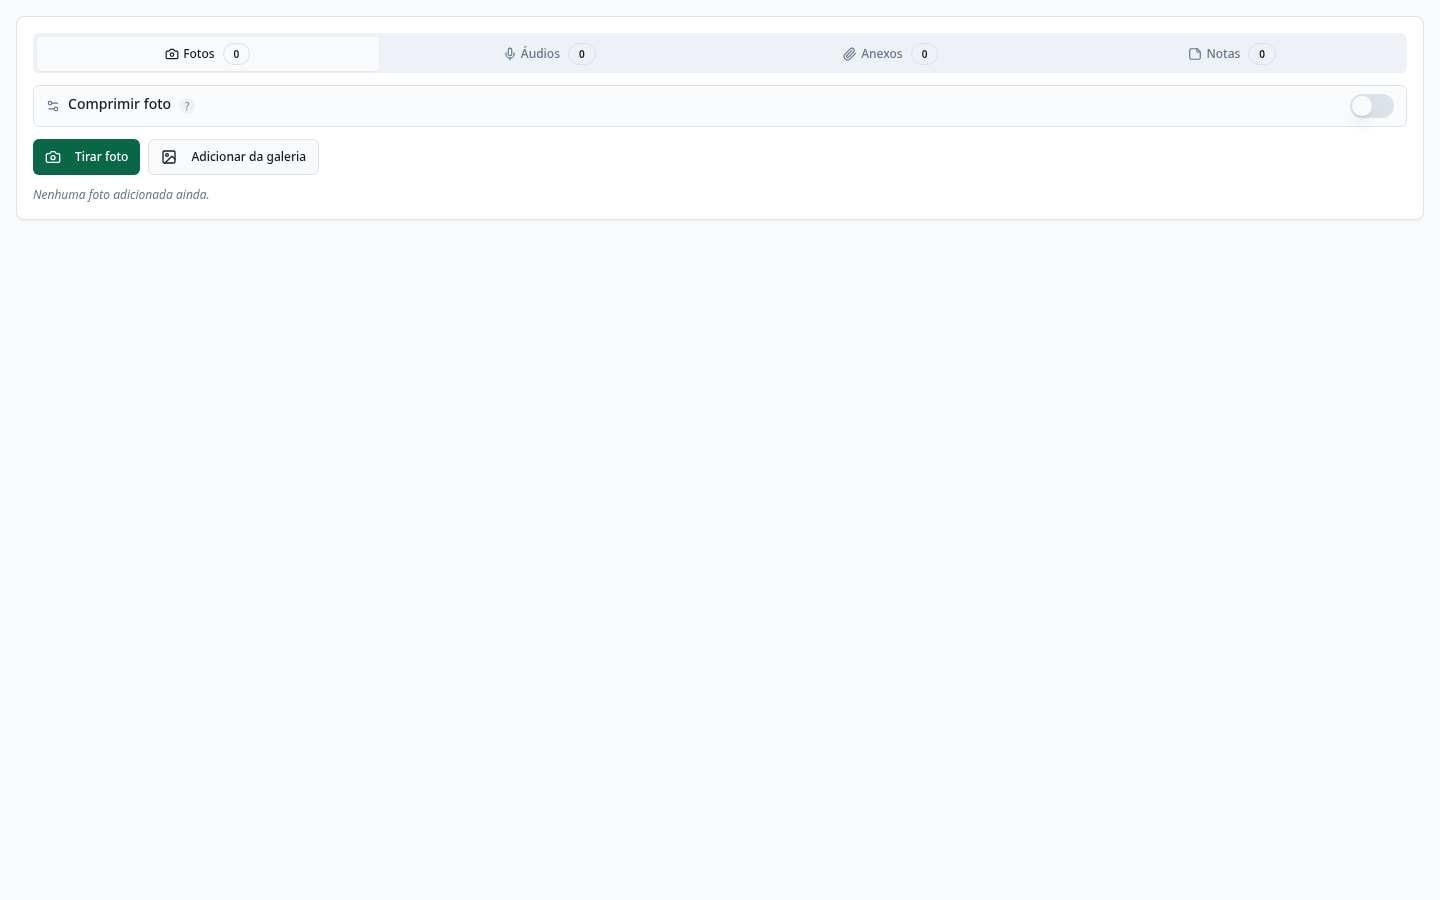 Fotos 0 Áudios 0 Anexos 0 Notas 0
Comprimir foto ?
Tirar foto Adicionar da galeria
Nenhuma foto adicionada ainda.